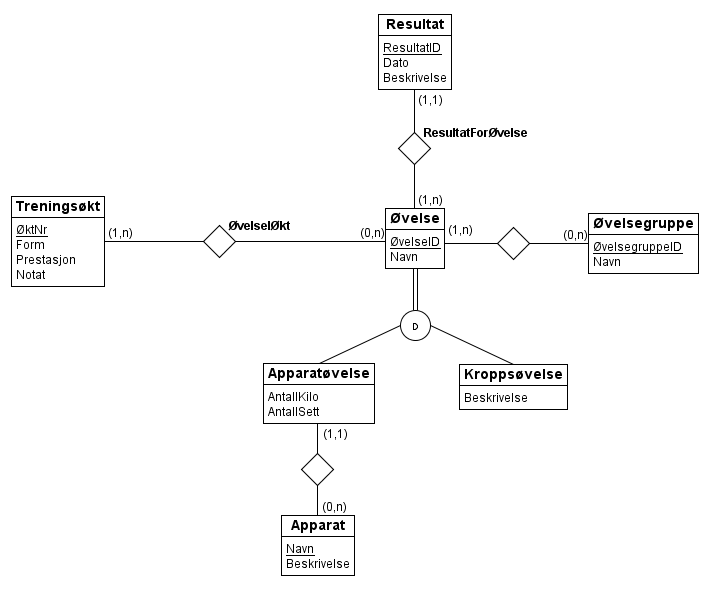 Resultat
ResultatID
Dato
Beskrivelse
(1,1)
ResultatForØvelse
(1,n)
Treningsøkt
ØktNr
Form
Prestasjon
Notat
(1,n)
ØvelseIØkt
(0,n)
Øvelse
ØvelseID
Navn
(1,n)
(0,n)
Øvelsegruppe
ØvelsegruppeID
Navn
D
Apparatøvelse
AntallKilo
AntallSett
Kroppsøvelse
Beskrivelse
(1,1)
(0,n)
Apparat
Navn
Beskrivelse